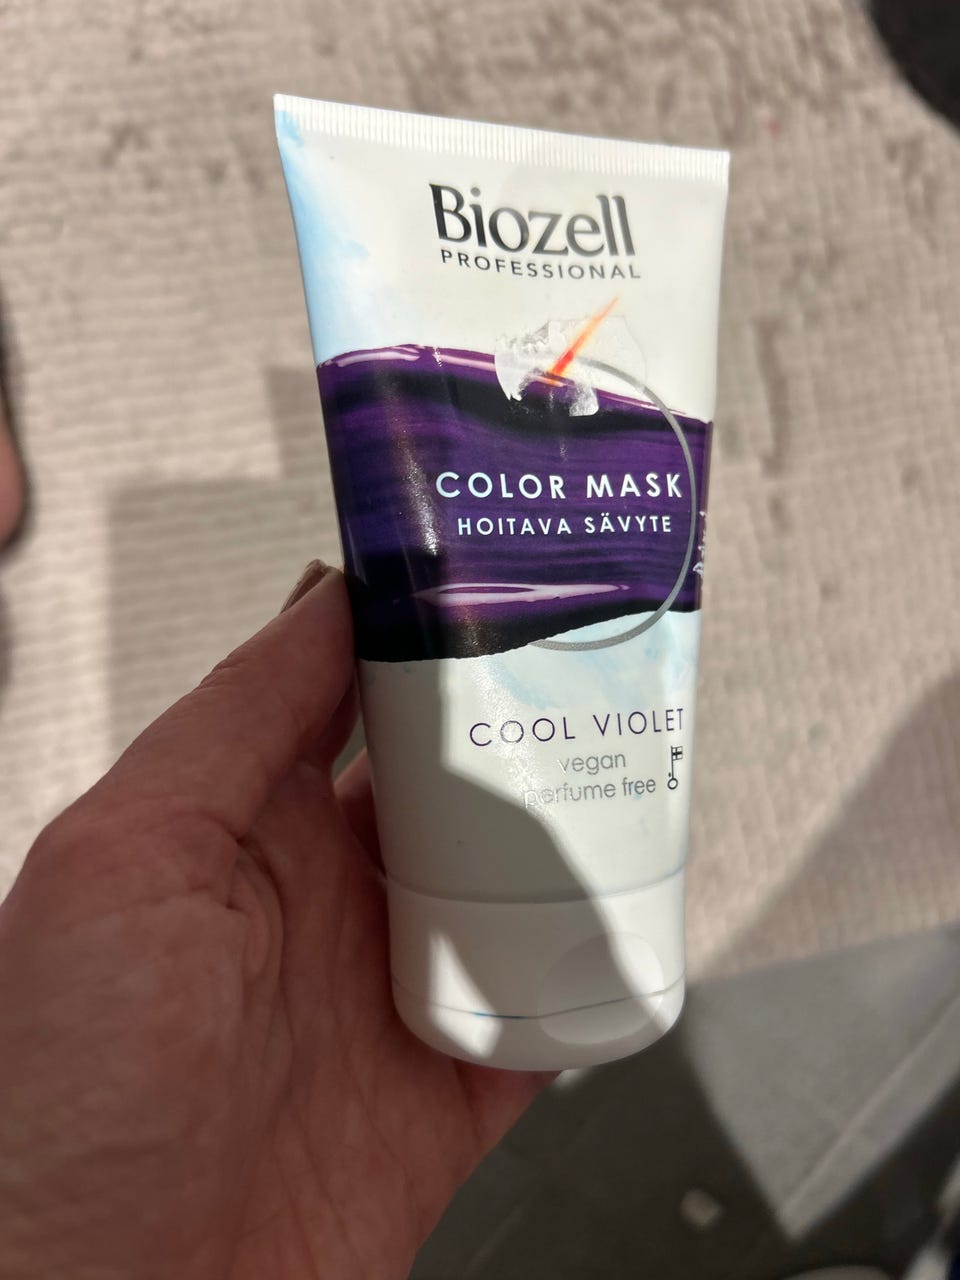 Biozell
PROFESSIONAL
COLOR MASK
HOITAVA SÄVYTE
COOL VIOLET
vegan
perfume free